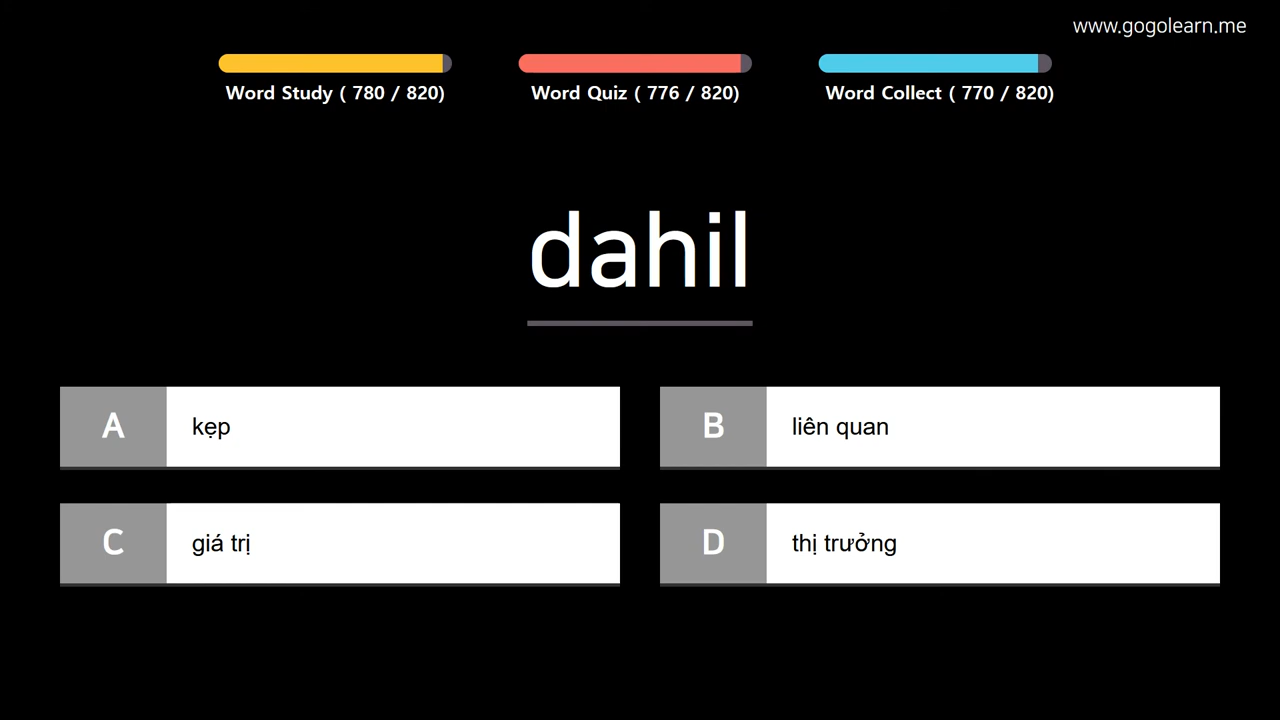 www.gogolearn.me
Word Study ( 780 / 820)
Word Quiz ( 776 / 820)
Word Collect ( 770 / 820)
dahil
A kẹp
B liên quan
C giá trị
D thị trưởng